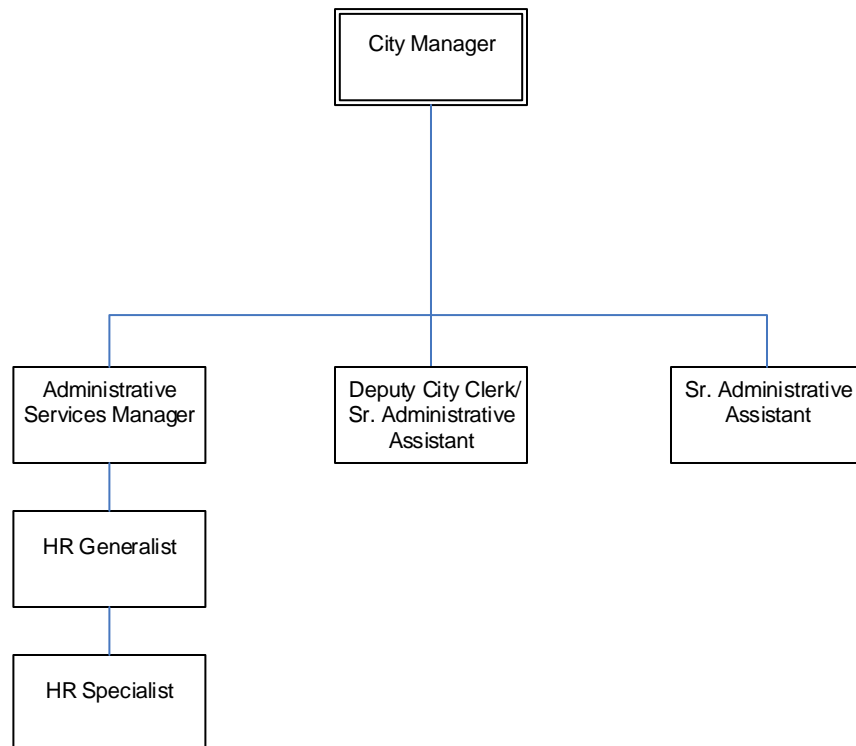 City Manager
Administrative
Services Manager
Deputy City Clerk/
Sr. Administrative
Assistant
Sr. Administrative
Assistant
HR Generalist
HR Specialist